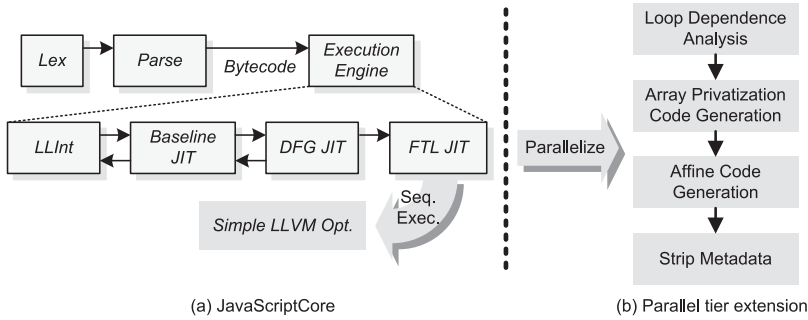 Lex
Parse
Bytecode
Execution
Engine
LLInt
Baseline
JIT
DFG JIT
FTL JIT
Seq.
Exec.
Simple LLVM Opt.
(a) JavaScriptCore
Parallelize
Loop Dependence
Analysis
Array Privatization
Code Generation
Affine Code
Generation
Strip Metadata
(b) Parallel tier extension